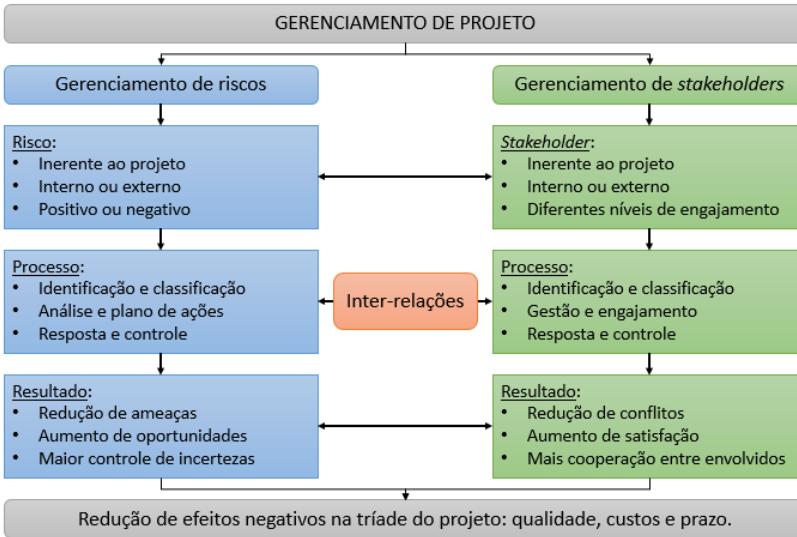 GERENCIAMENTO DE PROJETO
Gerenciamento de riscos
Risco:
• Inerente ao projeto
• Interno ou externo
• Positivo ou negativo
Processo:
• Identificação e classificação
• Análise e plano de ações
• Resposta e controle
Resultado:
• Redução de ameaças
• Aumento de oportunidades
• Maior controle de incertezas
Inter-relações
Gerenciamento de stakeholders
Stakeholder:
• Inerente ao projeto
• Interno ou externo
• Diferentes níveis de engajamento
Processo:
• Identificação e classificação
• Gestão e engajamento
• Resposta e controle
Resultado:
• Redução de conflitos
• Aumento de satisfação
• Mais cooperação entre envolvidos
Redução de efeitos negativos na tríade do projeto: qualidade, custos e prazo.